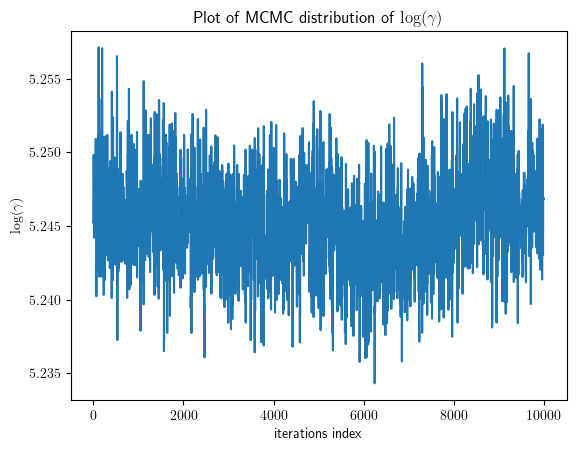 Plot of MCMC distribution of log(γ)
log(γ)
5.255
5.250
5.245
5.240
5.235
0 2000 4000 6000 8000 10000
iterations index